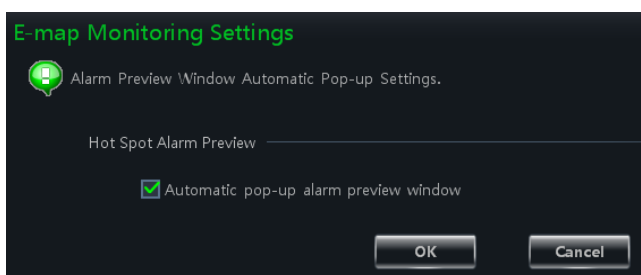 E-map Monitoring Settings
Alarm Preview Window Automatic Pop-up Settings.
Hot Spot Alarm Preview
Automatic pop-up alarm preview window
OK Cancel